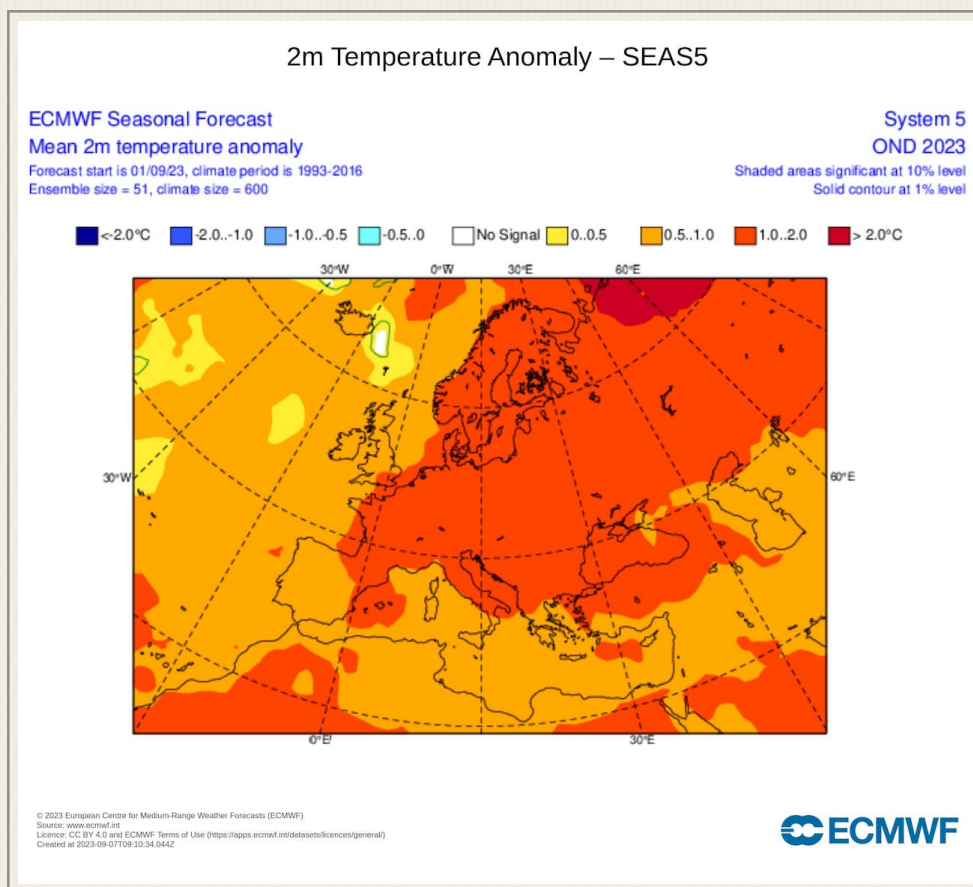 2m Temperature Anomaly – SEAS5
ECMWF Seasonal Forecast
System 5
Mean 2m temperature anomaly
OND 2023
Forecast start is 01/09/23, climate period is 1993-2016
Shaded areas significant at 10% level
Ensemble size = 51, climate size = 600
Solid contour at 1% level
<-2.0°C -2.0..-1.0 -1.0..-0.5 -0.5..0 No Signal 0..0.5 0.5..1.0 1.0..2.0 > 2.0°C
30°W 0°W 30°E 60°E
30°W 60°E
0°E 30°E
© 2023 European Centre for Medium-Range Weather Forecasts (ECMWF)
Source: www.ecmwf.int
Licence: CC BY 4.0 and ECMWF Terms of Use (https://apps.ecmwf.int/datasets/licences/general/)
Created at 2023-09-07T09:10:34.044Z
ECMWF